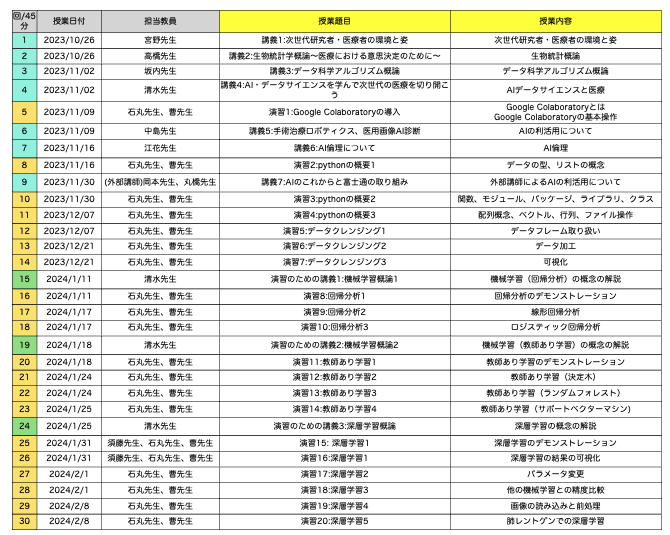 回/45分 授業日付 担当教員 授業題目 授業内容
1 2023/10/26 宮野先生 講義1:次世代研究者・医療者の環境と姿 次世代研究者・医療者の環境と姿
2 2023/10/26 高橋先生 講義2:生物統計学概論〜医療における意思決定のために〜 生物統計概論
3 2023/11/02 坂内先生 講義3:データ科学アルゴリズム概論 データ科学アルゴリズム概論
4 2023/11/02 清水先生 講義4:AI・データサイエンスを学んで次世代の医療を切り開こう AIデータサイエンスと医療
5 2023/11/09 石丸先生、曹先生 演習1:Google Colaboratoryの導入 Google Colaboratoryとは
Google Colaboratoryの基本操作
6 2023/11/09 中島先生 講義5:手術治療ロボティクス、医用画像AI診断 AIの利活用について
7 2023/11/16 江花先生 講義6:AI倫理について AI倫理
8 2023/11/16 石丸先生、曹先生 演習2:pythonの概要1 データの型、リストの概念
9 2023/11/30 (外部講師)岡本先生、丸橋先生 講義7:AIのこれからと富士通の取り組み 外部講師によるAIの利活用について
10 2023/11/30 石丸先生、曹先生 演習3:pythonの概要2 関数、モジュール、パッケージ、ライブラリ、クラス
11 2023/12/07 石丸先生、曹先生 演習4:pythonの概要3 配列概念、ベクトル、行列、ファイル操作
12 2023/12/07 石丸先生、曹先生 演習5:データクレンジング1 データフレーム取り扱い
13 2023/12/21 石丸先生、曹先生 演習6:データクレンジング2 データ加工
14 2023/12/21 石丸先生、曹先生 演習7:データクレンジング3 可視化
15 2024/1/11 清水先生 演習のための講義1:機械学習概論1 機械学習（回帰分析）の概念の解説
16 2024/1/11 石丸先生、曹先生 演習8:回帰分析1 回帰分析のデモンストレーション
17 2024/1/17 石丸先生、曹先生 演習9:回帰分析2 線形回帰分析
18 2024/1/17 石丸先生、曹先生 演習10:回帰分析3 ロジスティック回帰分析
19 2024/1/18 清水先生 演習のための講義2:機械学習概論2 機械学習（教師あり学習）の概念の解説
20 2024/1/18 石丸先生、曹先生 演習11:教師あり学習1 教師あり学習のデモンストレーション
21 2024/1/24 石丸先生、曹先生 演習12:教師あり学習2 教師あり学習（決定木）
22 2024/1/24 石丸先生、曹先生 演習13:教師あり学習3 教師あり学習（ランダムフォレスト）
23 2024/1/25 石丸先生、曹先生 演習14:教師あり学習4 教師あり学習（サポートベクターマシン）
24 2024/1/25 清水先生 演習のための講義3:深層学習概論 深層学習の概念の解説
25 2024/1/31 須藤先生、石丸先生、曹先生 演習15: 深層学習1 深層学習のデモンストレーション
26 2024/1/31 須藤先生、石丸先生、曹先生 演習16:深層学習1 深層学習の結果の可視化
27 2024/2/1 石丸先生、曹先生 演習17:深層学習2 パラメータ変更
28 2024/2/1 石丸先生、曹先生 演習18:深層学習3 他の機械学習との精度比較
29 2024/2/8 石丸先生、曹先生 演習19:深層学習4 画像の読み込みと前処理
30 2024/2/8 石丸先生、曹先生 演習20:深層学習5 肺レントゲンでの深層学習